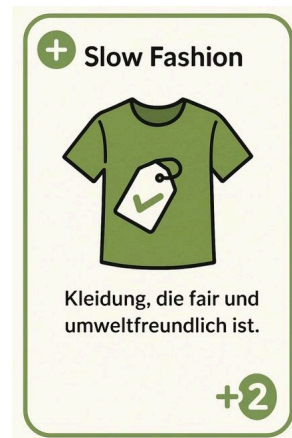 + Slow Fashion
Kleidung, die fair und
umweltfreundlich ist.
+2